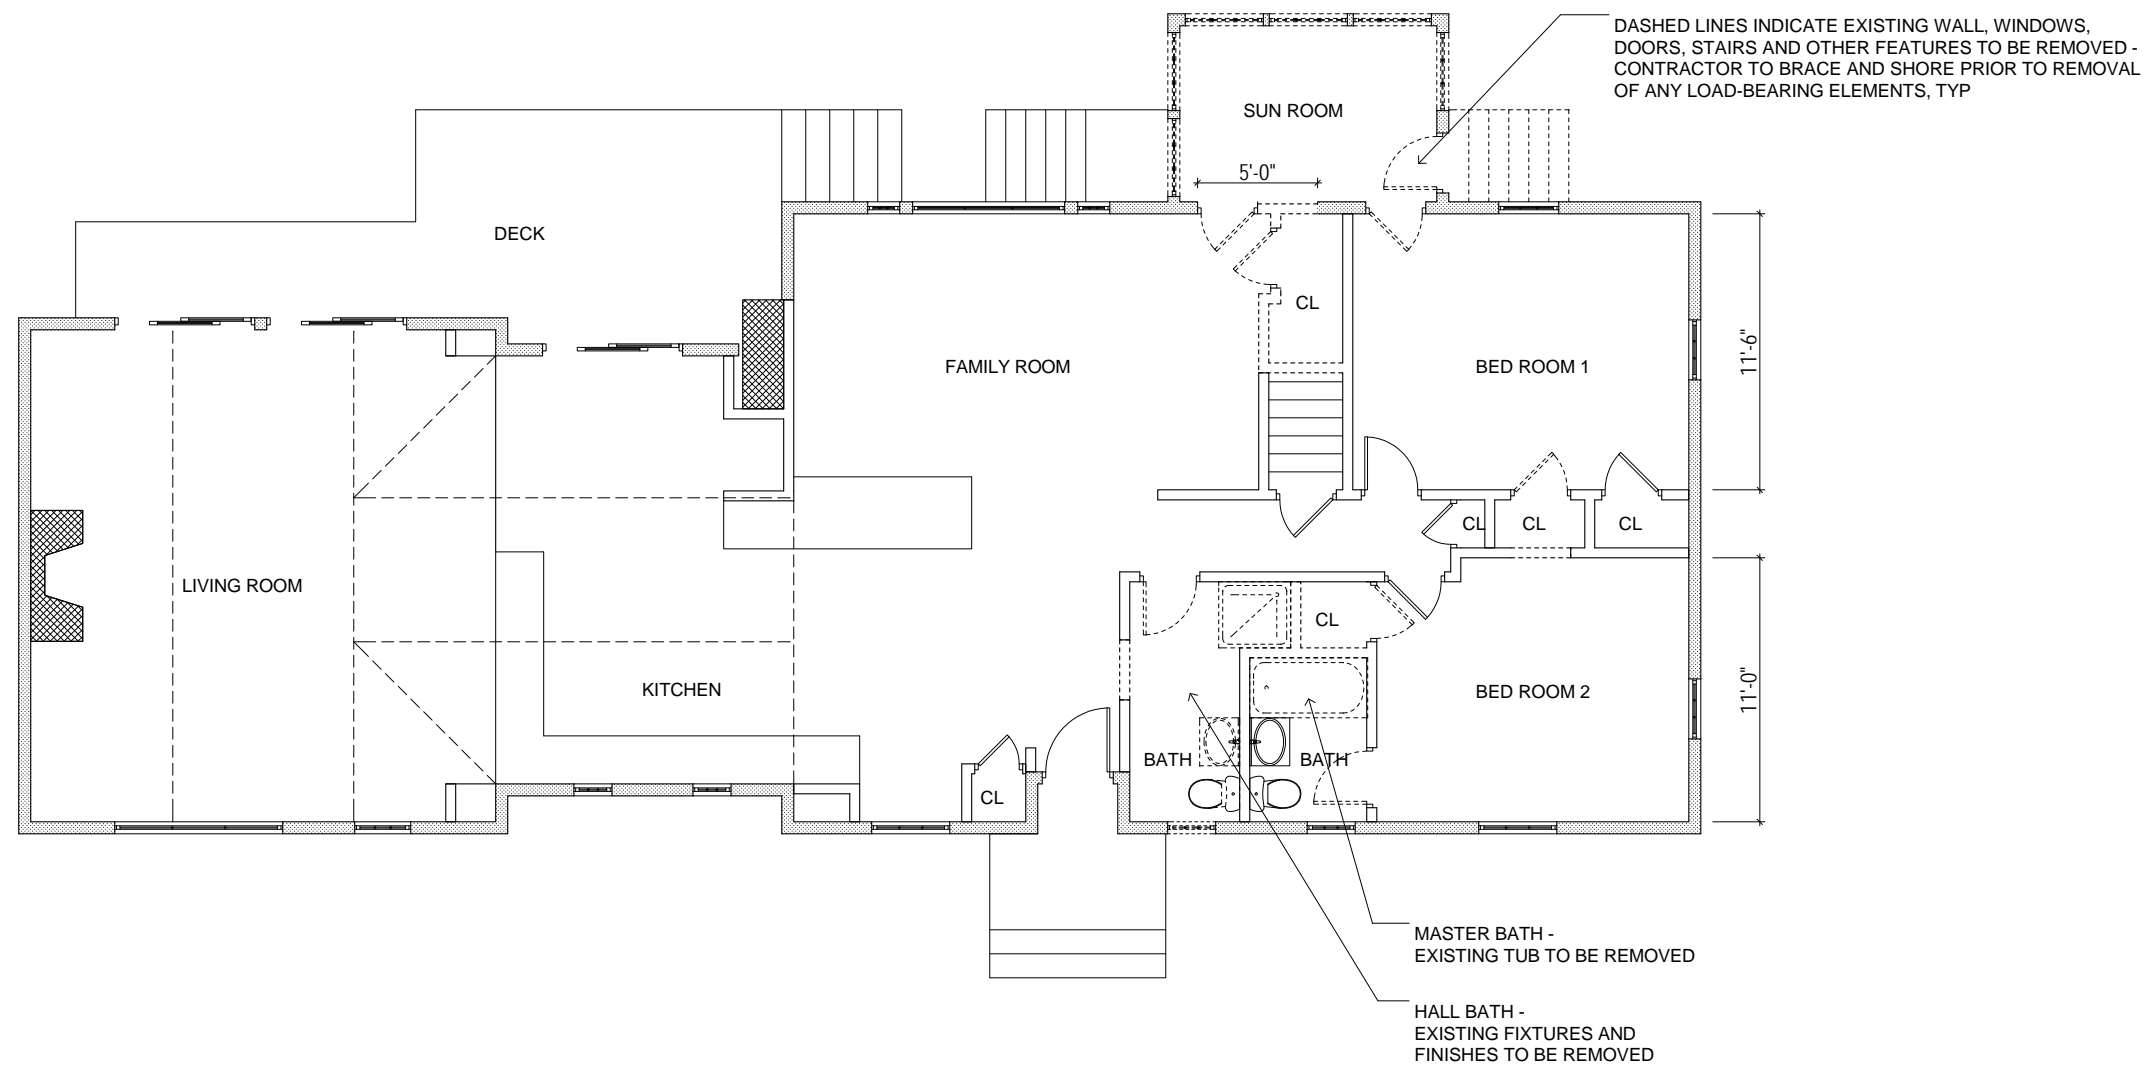 DASHED LINES INDICATE EXISTING WALL, WINDOWS,
DOORS, STAIRS AND OTHER FEATURES TO BE REMOVED -
CONTRACTOR TO BRACE AND SHORE PRIOR TO REMOVAL
OF ANY LOAD-BEARING ELEMENTS, TYP
SUN ROOM
5'-0"
DECK
CL
FAMILY ROOM
BED ROOM 1
11'-6"
CL
CL
CL
LIVING ROOM
CL
KITCHEN
BED ROOM 2
11'-0"
BATH
BATH
CL
MASTER BATH -
EXISTING TUB TO BE REMOVED
HALL BATH -
EXISTING FIXTURES AND
FINISHES TO BE REMOVED